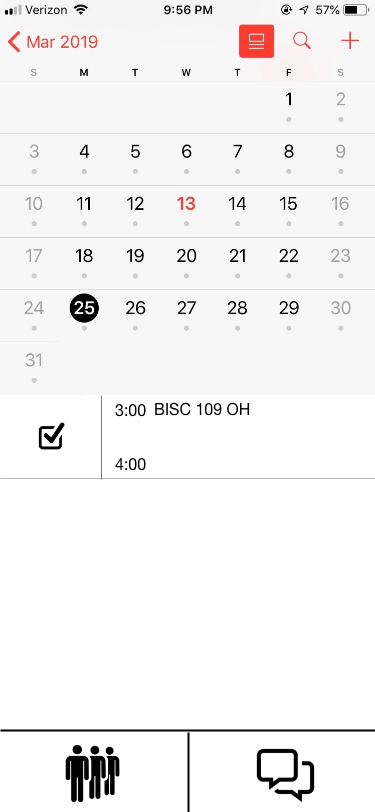 Verizon 9:56 PM 57%
Mar 2019
S M T W T F S
1 2
3 4 5 6 7 8 9
10 11 12 13 14 15 16
17 18 19 20 21 22 23
24 25 26 27 28 29 30
31
3:00 BISC 109 OH
4:00